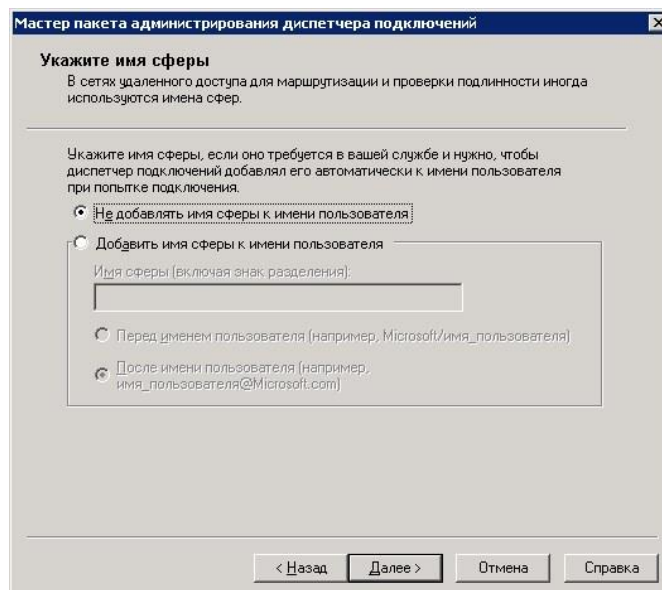 Мастер пакета администрирования диспетчера подключений
Укажите имя сферы
В сетях удаленного доступа для маршрутизации и проверки подлинности иногда
используются имена сфер.
Укажите имя сферы, если оно требуется в вашей службе и нужно, чтобы
диспетчер подключений добавлял его автоматически к имени пользователя
при попытке подключения.
Не добавлять имя сферы к имени пользователя
Добавить имя сферы к имени пользователя
Имя сферы (включая знак разделения):
Перед именем пользователя (например, Microsoft/имя_пользователя)
После имени пользователя (например,
имя_пользователя@Microsoft.com)
< Назад Далее > Отмена Справка